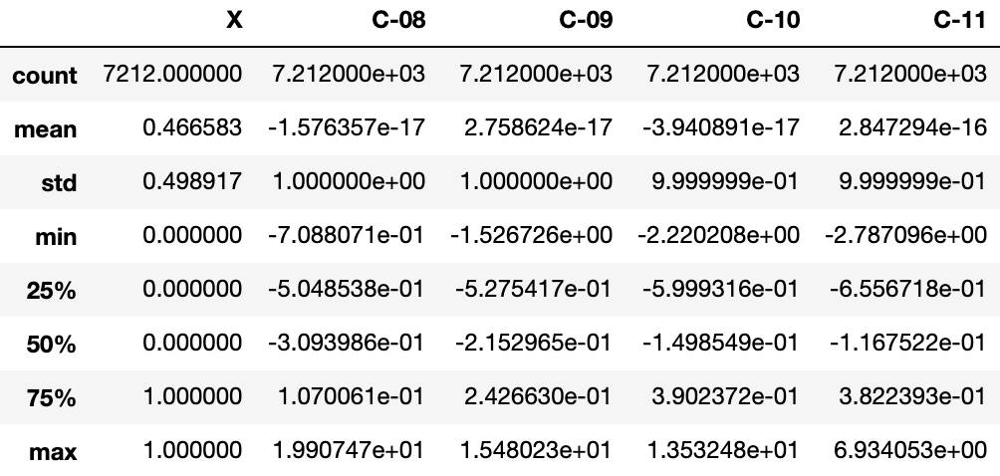 X C-08 C-09 C-10 C-11
count 7212.000000 7.212000e+03 7.212000e+03 7.212000e+03 7.212000e+03
mean 0.466583 -1.576357e-17 2.758624e-17 -3.940891e-17 2.847294e-16
std 0.498917 1.000000e+00 1.000000e+00 9.999999e-01 9.999999e-01
min 0.000000 -7.088071e-01 -1.526726e+00 -2.220208e+00 -2.787096e+00
25% 0.000000 -5.048538e-01 -5.275417e-01 -5.999316e-01 -6.556718e-01
50% 0.000000 -3.093986e-01 -2.152965e-01 -1.498549e-01 -1.167522e-01
75% 1.000000 1.070061e-01 2.426630e-01 3.902372e-01 3.822393e-01
max 1.000000 1.990747e+01 1.548023e+01 1.353248e+01 6.934053e+00